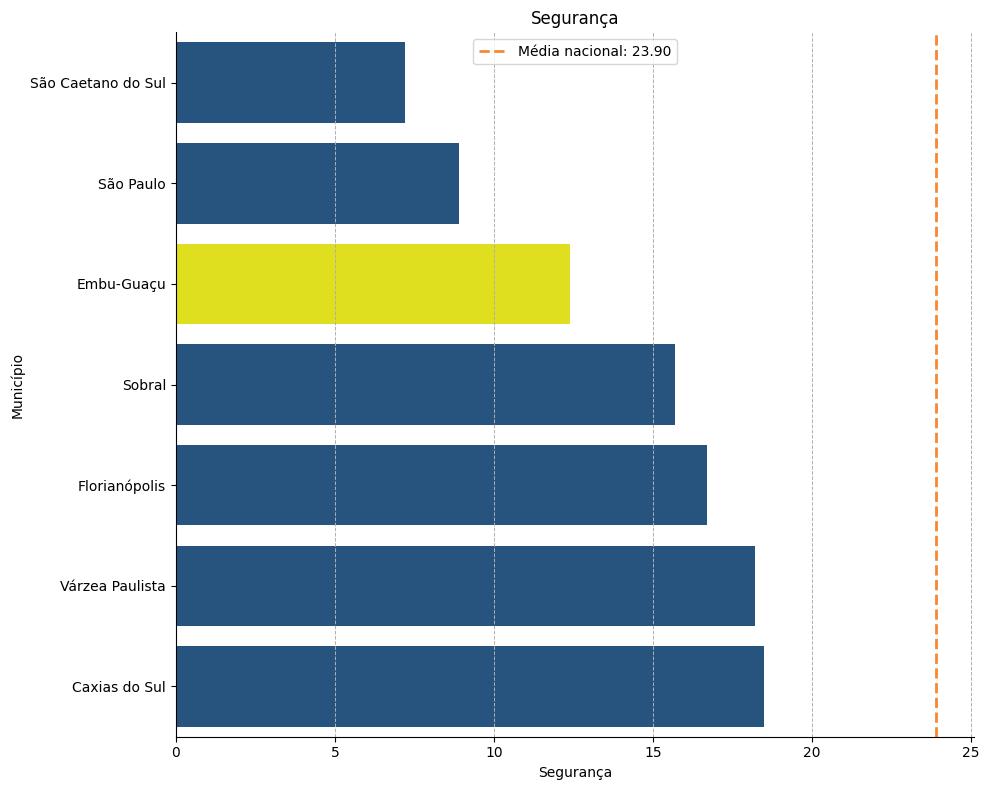 Segurança
Média nacional: 23.90
Município
São Caetano do Sul
São Paulo
Embu-Guaçu
Sobral
Florianópolis
Várzea Paulista
Caxias do Sul
0 5 10 15 20 25
Segurança